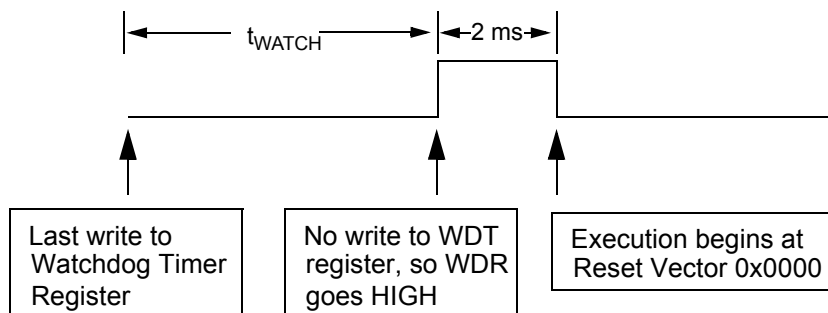 tWATCH
2 ms
Last write to
Watchdog Timer
Register
No write to WDT
register, so WDR
goes HIGH
Execution begins at
Reset Vector 0x0000